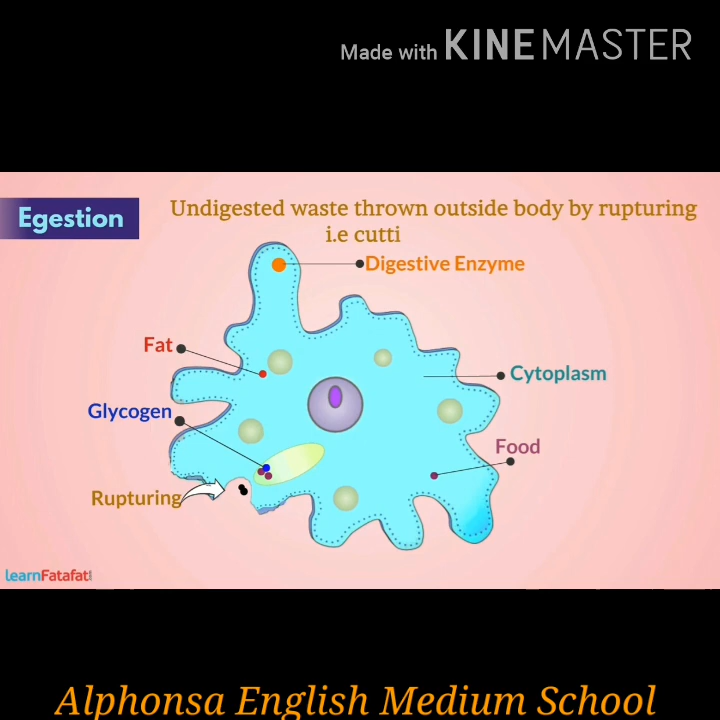 Made with KINEMASTER
Egestion
Undigested waste thrown outside body by rupturing
i.e cutti
Digestive Enzyme
Fat
Cytoplasm
Glycogen
Food
Rupturing
learnFatafat!
Alphonsa English Medium School